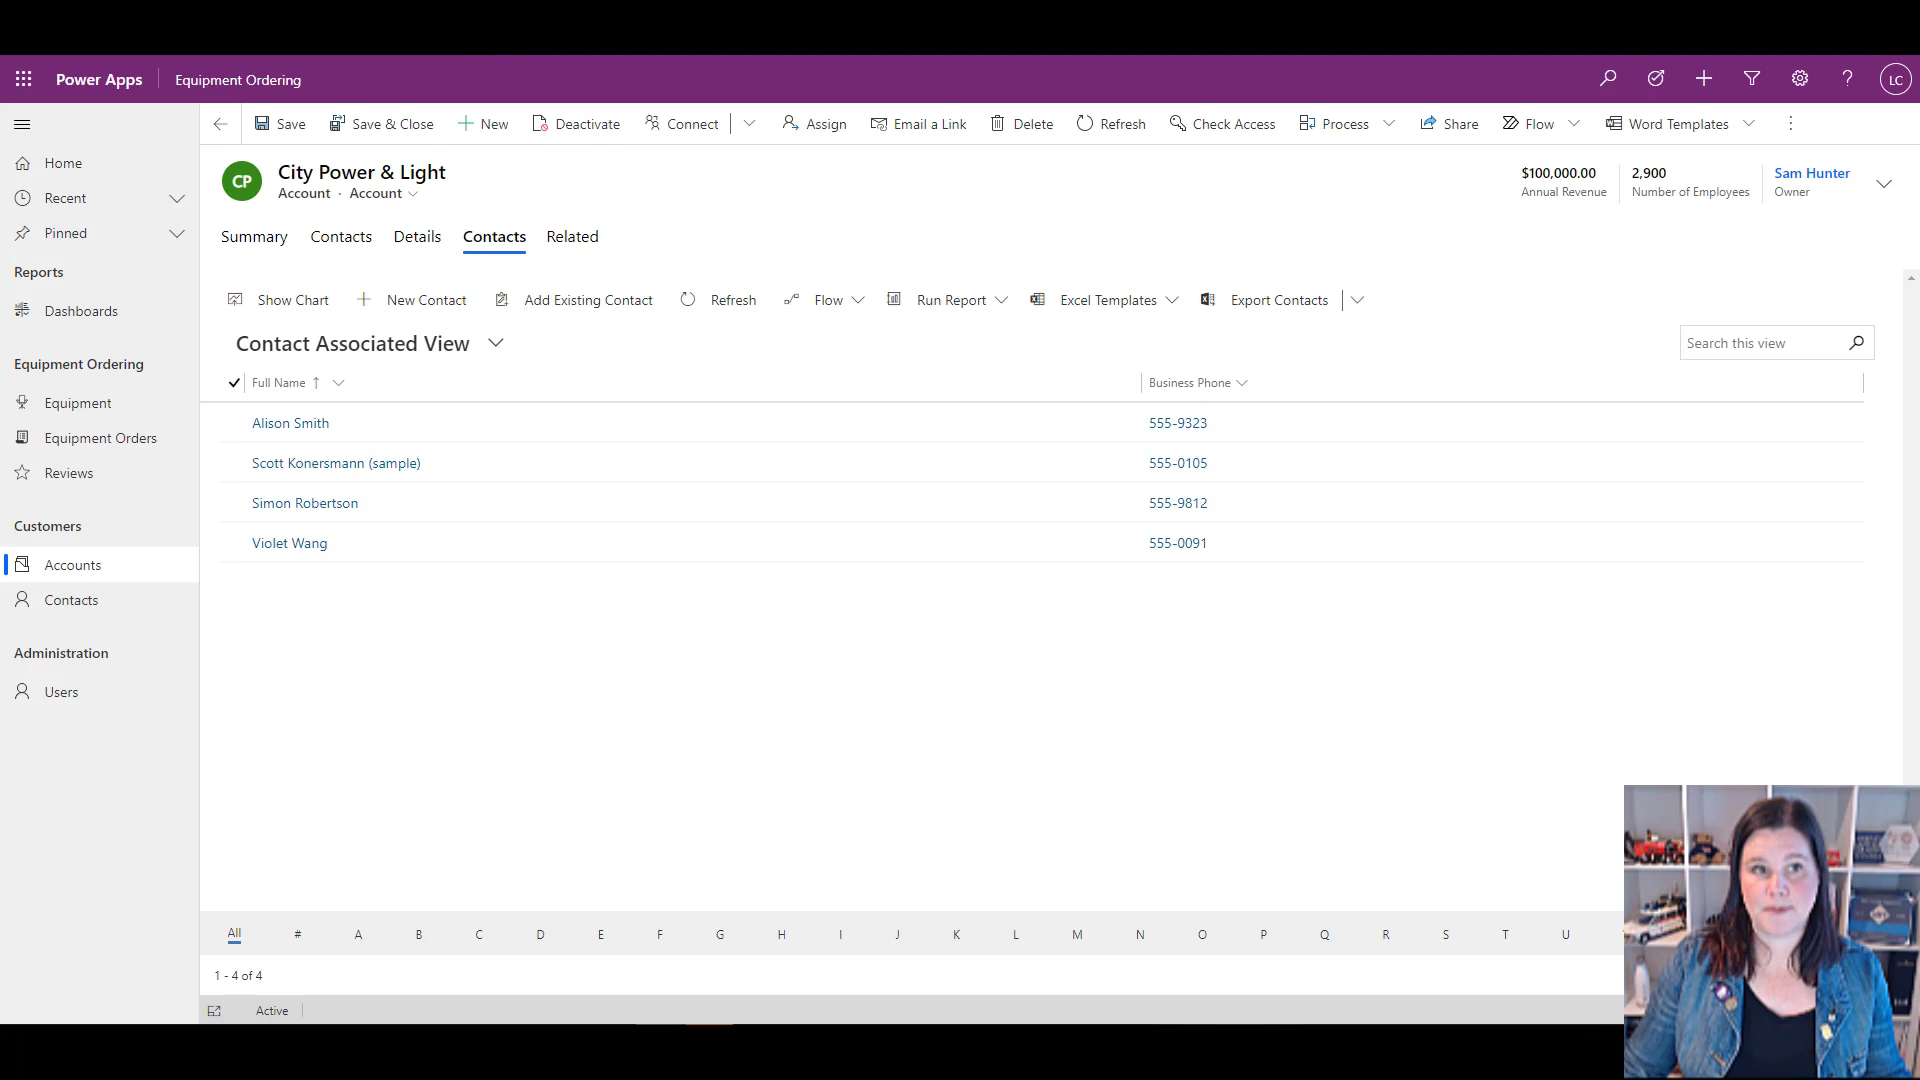 Power Apps Equipment Ordering LC
Save Save & Close New Deactivate Connect Assign Email a Link Delete Refresh Check Access Process Share Flow Word Templates
Home
Recent
Pinned
Reports
Dashboards
Equipment Ordering
Equipment
Equipment Orders
Reviews
Customers
Accounts
Contacts
Administration
Users
CP
City Power & Light
Account · Account
$100,000.00
Annual Revenue
2,900
Number of Employees
Sam Hunter
Owner
Summary Contacts Details Contacts Related
Show Chart New Contact Add Existing Contact Refresh Flow Run Report Excel Templates Export Contacts
Contact Associated View
Search this view
Full Name ↑ Business Phone
Alison Smith 555-9323
Scott Konersmann (sample) 555-0105
Simon Robertson 555-9812
Violet Wang 555-0091
All # A B C D E F G H I J K L M N O P Q R S T U
1 - 4 of 4
Active